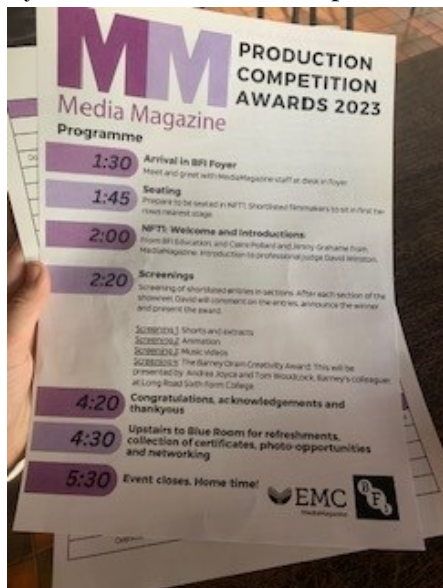 MM
PRODUCTION
COMPETITION
AWARDS 2023
Media Magazine
Programme
1:30
Arrival in BFI Foyer
Meet and greet with MediaMagazine staff at desk in foyer.
1:45
Seating
Prepare to be seated in NFT1. Shortlisted filmmakers to sit in first two
rows nearest stage.
2:00
NFT1: Welcome and Introductions
From BFI Education, and Claire Pollard and Jenny Grahame from
MediaMagazine. Introduction to professional judge David Winston.
2:20
Screenings
Screening of shortlisted entries in sections. After each section of the
showreel, David will comment on the entries, announce the winner
and present the award.
Screening 1 Shorts and extracts
Screening 2 Animation
Screening 3 Music videos
Screening 4 The Barney Oram Creativity Award. This will be
presented by Andrea Joyce and Tom Woodcock, Barney's colleagues
at Long Road Sixth Form College.
4:20
Congratulations, acknowledgements and
thankyous
4:30
Upstairs to Blue Room for refreshments,
collection of certificates, photo opportunities
and networking
5:30
Event closes. Home time!
EMC
MediaMagazine
BFI